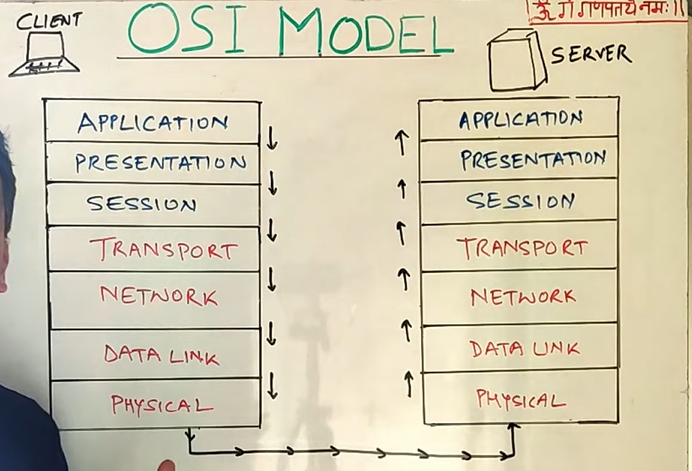 CLIENT
OSI MODEL
ॐ गं गणपतये नमः ||
SERVER
APPLICATION
PRESENTATION
SESSION
TRANSPORT
NETWORK
DATA LINK
PHYSICAL
APPLICATION
PRESENTATION
SESSION
TRANSPORT
NETWORK
DATA LINK
PHYSICAL